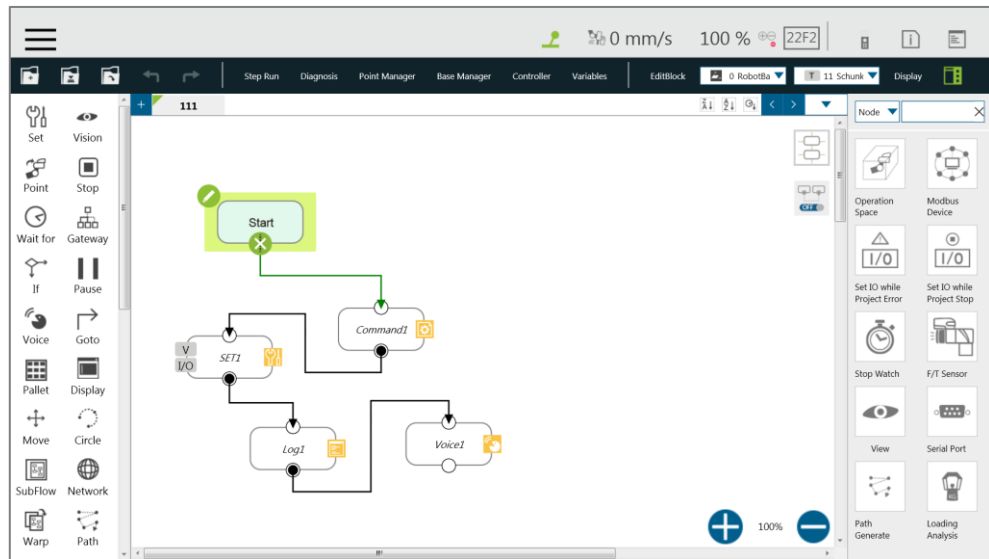 0 mm/s
100 %
22F2
Step Run
Diagnosis
Point Manager
Base Manager
Controller
Variables
EditBlock
0 RobotBa
T 11 Schunk
Display
111
Node
Set
Vision
Point
Stop
Wait for
Gateway
If
Pause
Voice
Goto
Pallet
Display
Move
Circle
SubFlow
Network
Warp
Path
Start
Command1
V
I/O
SET1
Log1
Voice1
OFF
100%
Operation
Space
Modbus
Device
I/O
Set IO while
Project Error
I/O
Set IO while
Project Stop
Stop Watch
F/T Sensor
View
Serial Port
Path
Generate
Loading
Analysis